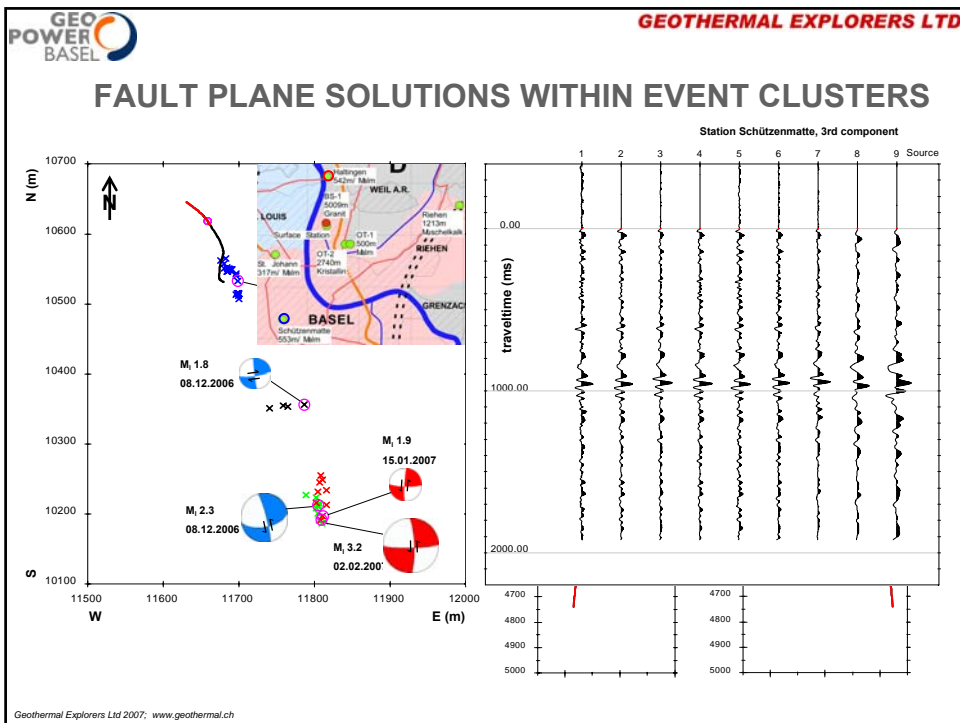 GEO
POWER
BASEL
GEOTHERMAL EXPLORERS LTD
FAULT PLANE SOLUTIONS WITHIN EVENT CLUSTERS
Station Schützenmatte, 3rd component
1 2 3 4 5 6 7 8 9 Source
N (m)
10700
10600
10500
10400
10300
10200
10100
S
N
11500 11600 11700 11800 11900 12000
W E (m)
D
Haltingen
542m/ Malm
WEIL A.R.
BS-1
5009m
Granit
LOUIS
Riehen
1213m
Muschelkalk
Surface Station
OT-1
500m
Malm
RIEHEN
OT-2
2740m
Kristallin
St. Johann
317m/ Malm
GRENZAC
BASEL
Schützenmatte
553m/ Malm
Ml 1.8
08.12.2006
Ml 1.9
15.01.2007
Ml 2.3
08.12.2006
Ml 3.2
02.02.200
traveltime (ms)
0.00
1000.00
2000.00
4700
4800
4900
5000
4700
4800
4900
5000
Geothermal Explorers Ltd 2007; www.geothermal.ch